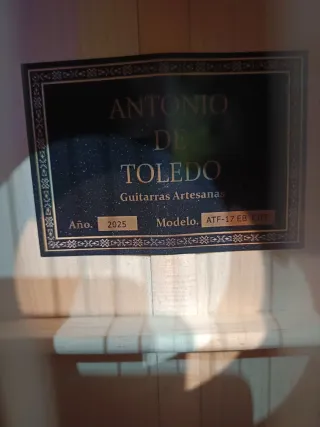 ANTONIO
DE
TOLEDO
Guitarras Artesanas
Año. 2025 Modelo. ATF-17 EB